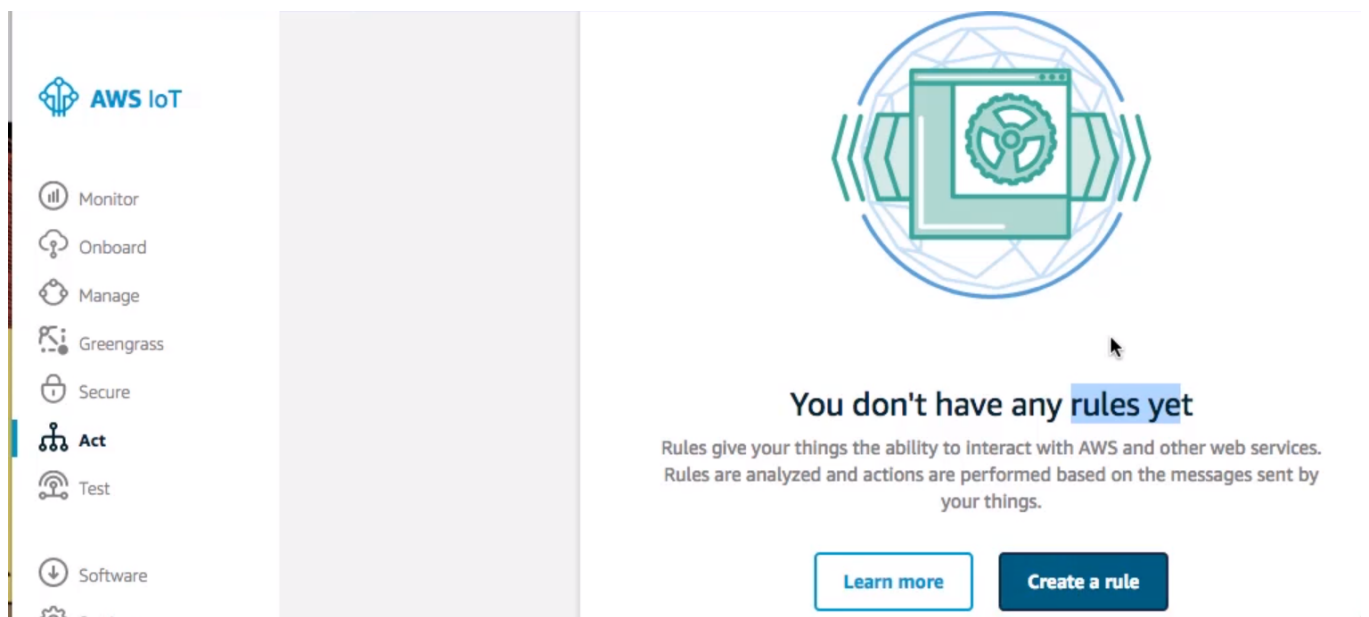 AWS IoT
Monitor
Onboard
Manage
Greengrass
Secure
Act
Test
Software
You don't have any rules yet
Rules give your things the ability to interact with AWS and other web services.
Rules are analyzed and actions are performed based on the messages sent by
your things.
Learn more
Create a rule